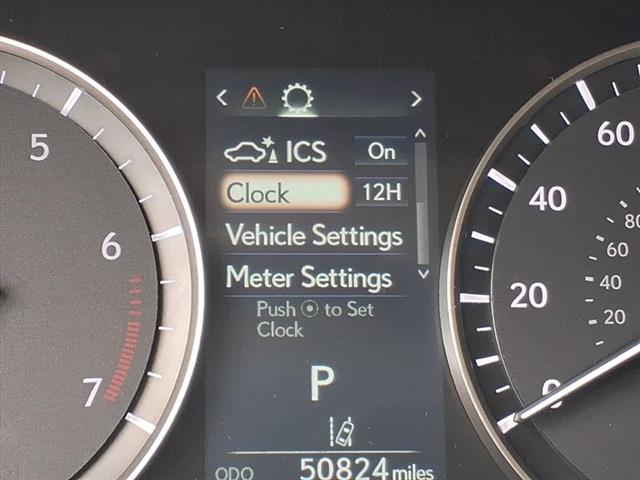 ICS On
Clock 12H
Vehicle Settings
Meter Settings
Push to Set
Clock
P
ODO 50824 miles
5
6
7
60
40
20
0
80
60
40
20